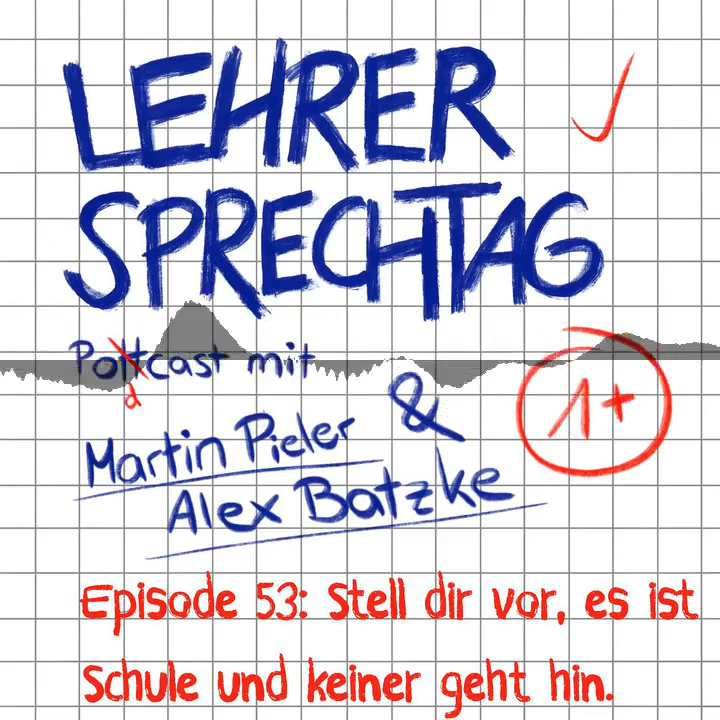 LEHRER
SPRECHTAG
Pottcast mit
d
Martin Pieler &
Alex Batzke
1+
Episode 53: Stell dir vor, es ist
Schule und keiner geht hin.